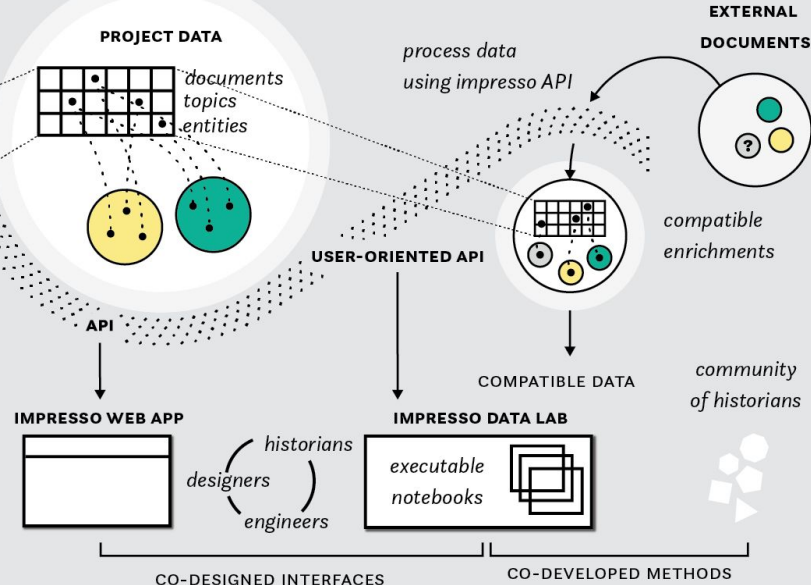 EXTERNAL
DOCUMENTS
PROJECT DATA
process data
using impresso API
documents
topics
entities
?
compatible
enrichments
USER-ORIENTED API
API
COMPATIBLE DATA
community
of historians
IMPRESSO WEB APP
IMPRESSO DATA LAB
historians
designers
engineers
executable
notebooks
CO-DESIGNED INTERFACES
CO-DEVELOPED METHODS